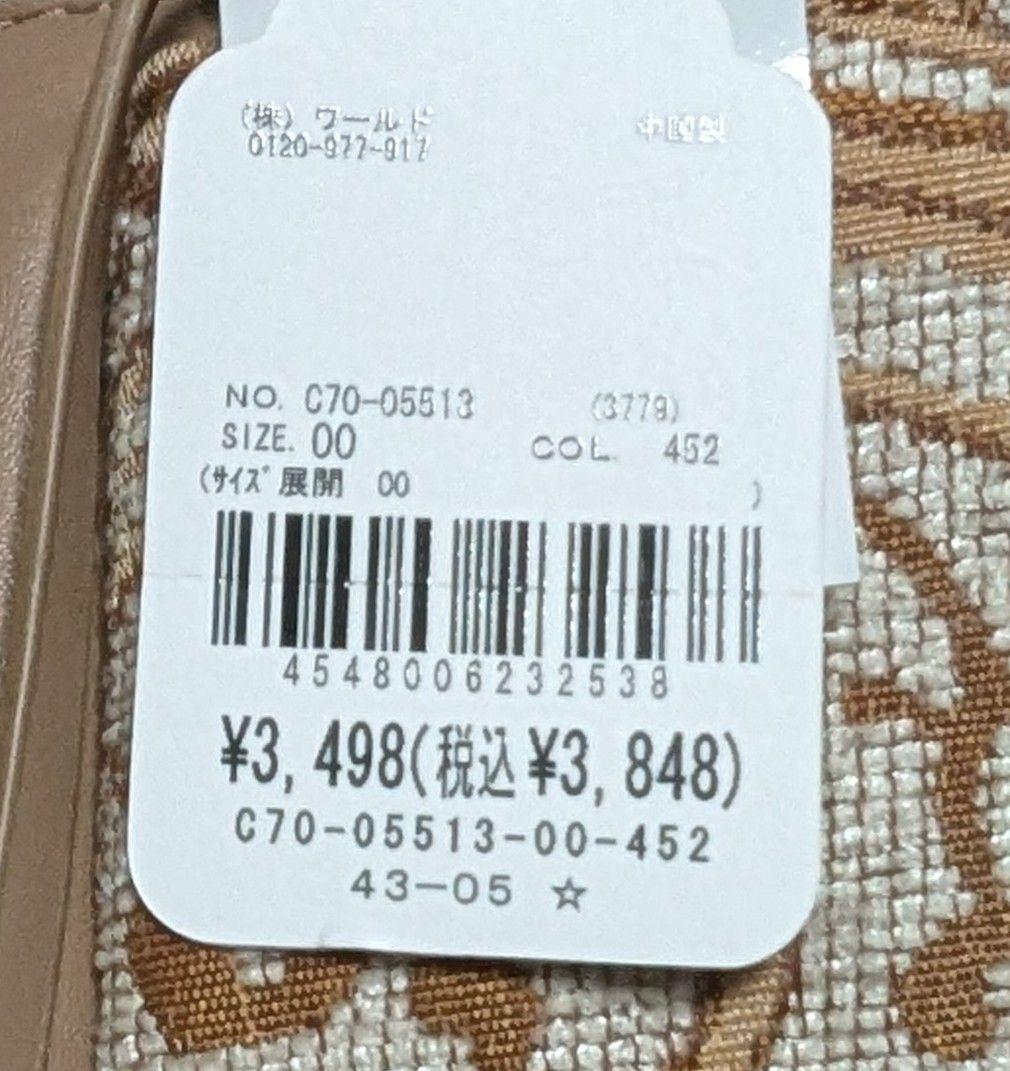 (株) ワールド 中国製
0120-977-917
NO. C70-05513 (3779)
SIZE. 00 COL. 452
(サイズ展開 00 )
4548006232538
¥3,498(税込¥3,848)
C70-05513-00-452
43-05 ☆